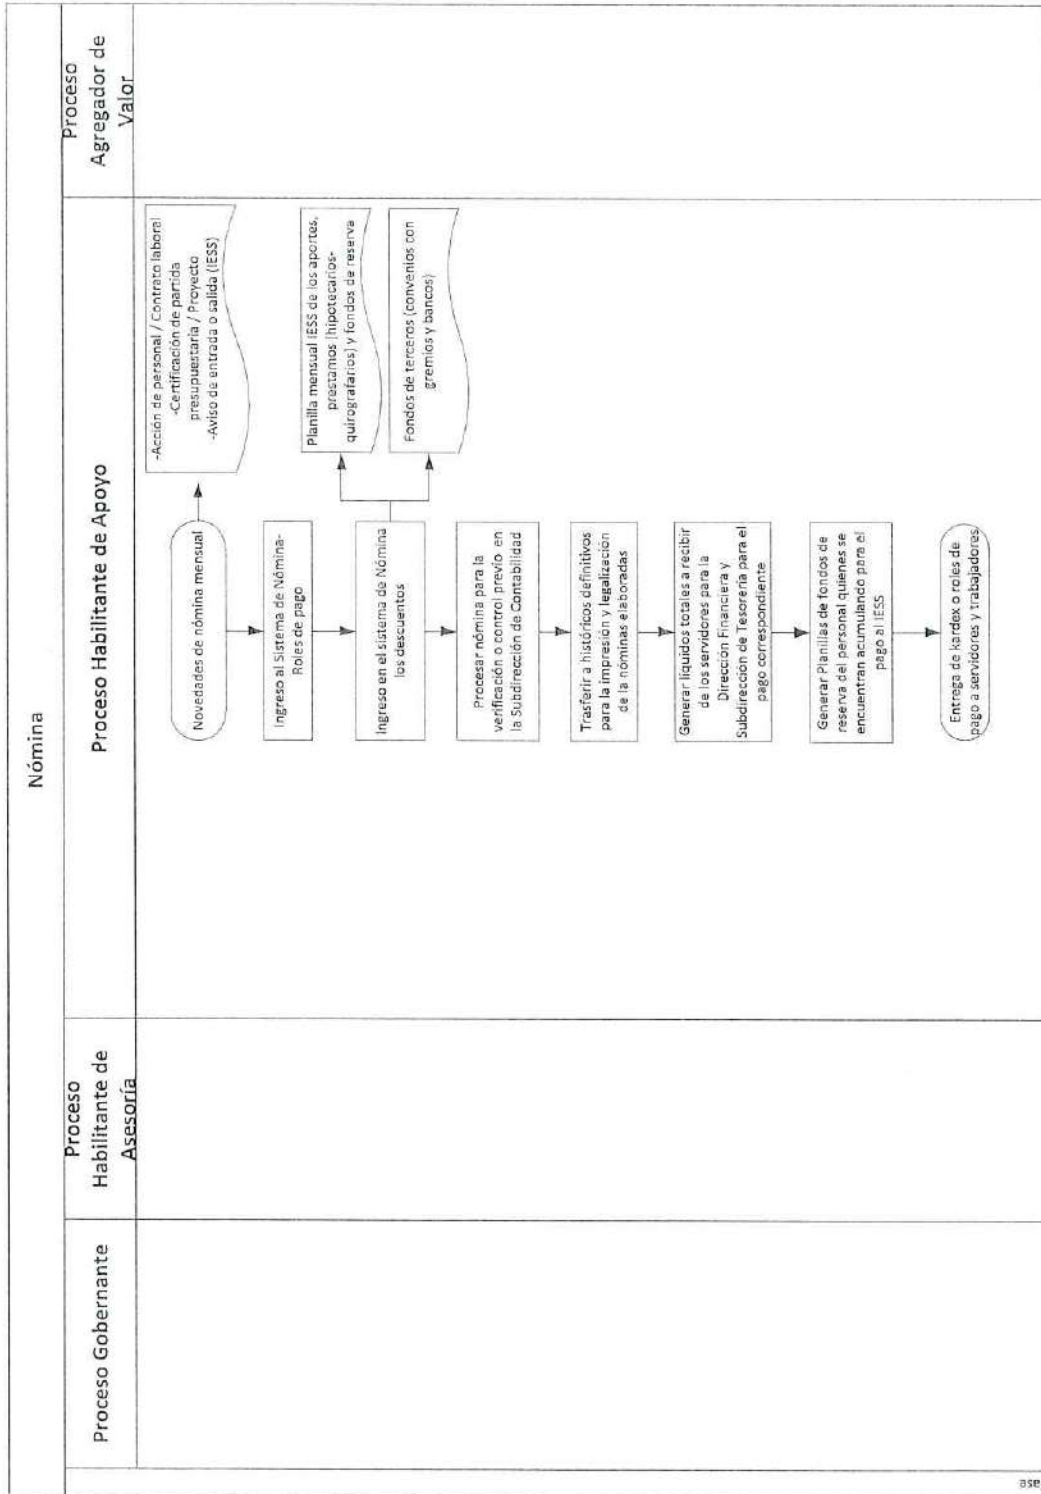 Nómina
Proceso Gobernante
Proceso
Habilitante de
Asesoría
Proceso Habilitante de Apoyo
Proceso
Agregador de
Valor
Novedades de nómina mensual
-Acción de personal / Contrato laboral
-Certificación de partida
presupuestaria / Proyecto
-Aviso de entrada o salida (IESS)
Ingreso al Sistema de Nómina-
Roles de pago
Ingreso en el sistema de Nómina
los descuentos
Planilla mensual IESS de los aportes,
prestamos (hipotecarios-
quirografarios) y fondos de reserva
Fondos de terceros (convenios con
gremios y bancos)
Procesar nómina para la
verificación o control previo en
la Subdirección de Contabilidad
Trasferir a históricos definitivos
para la impresión y legalización
de la nóminas elaboradas
Generar líquidos totales a recibir
de los servidores para la
Dirección Financiera y
Subdirección de Tesorería para el
pago correspondiente
Generar Planillas de fondos de
reserva del personal quienes se
encuentran acumulando para el
pago al IESS
Entrega de kardex o roles de
pago a servidores y trabajadores
ase